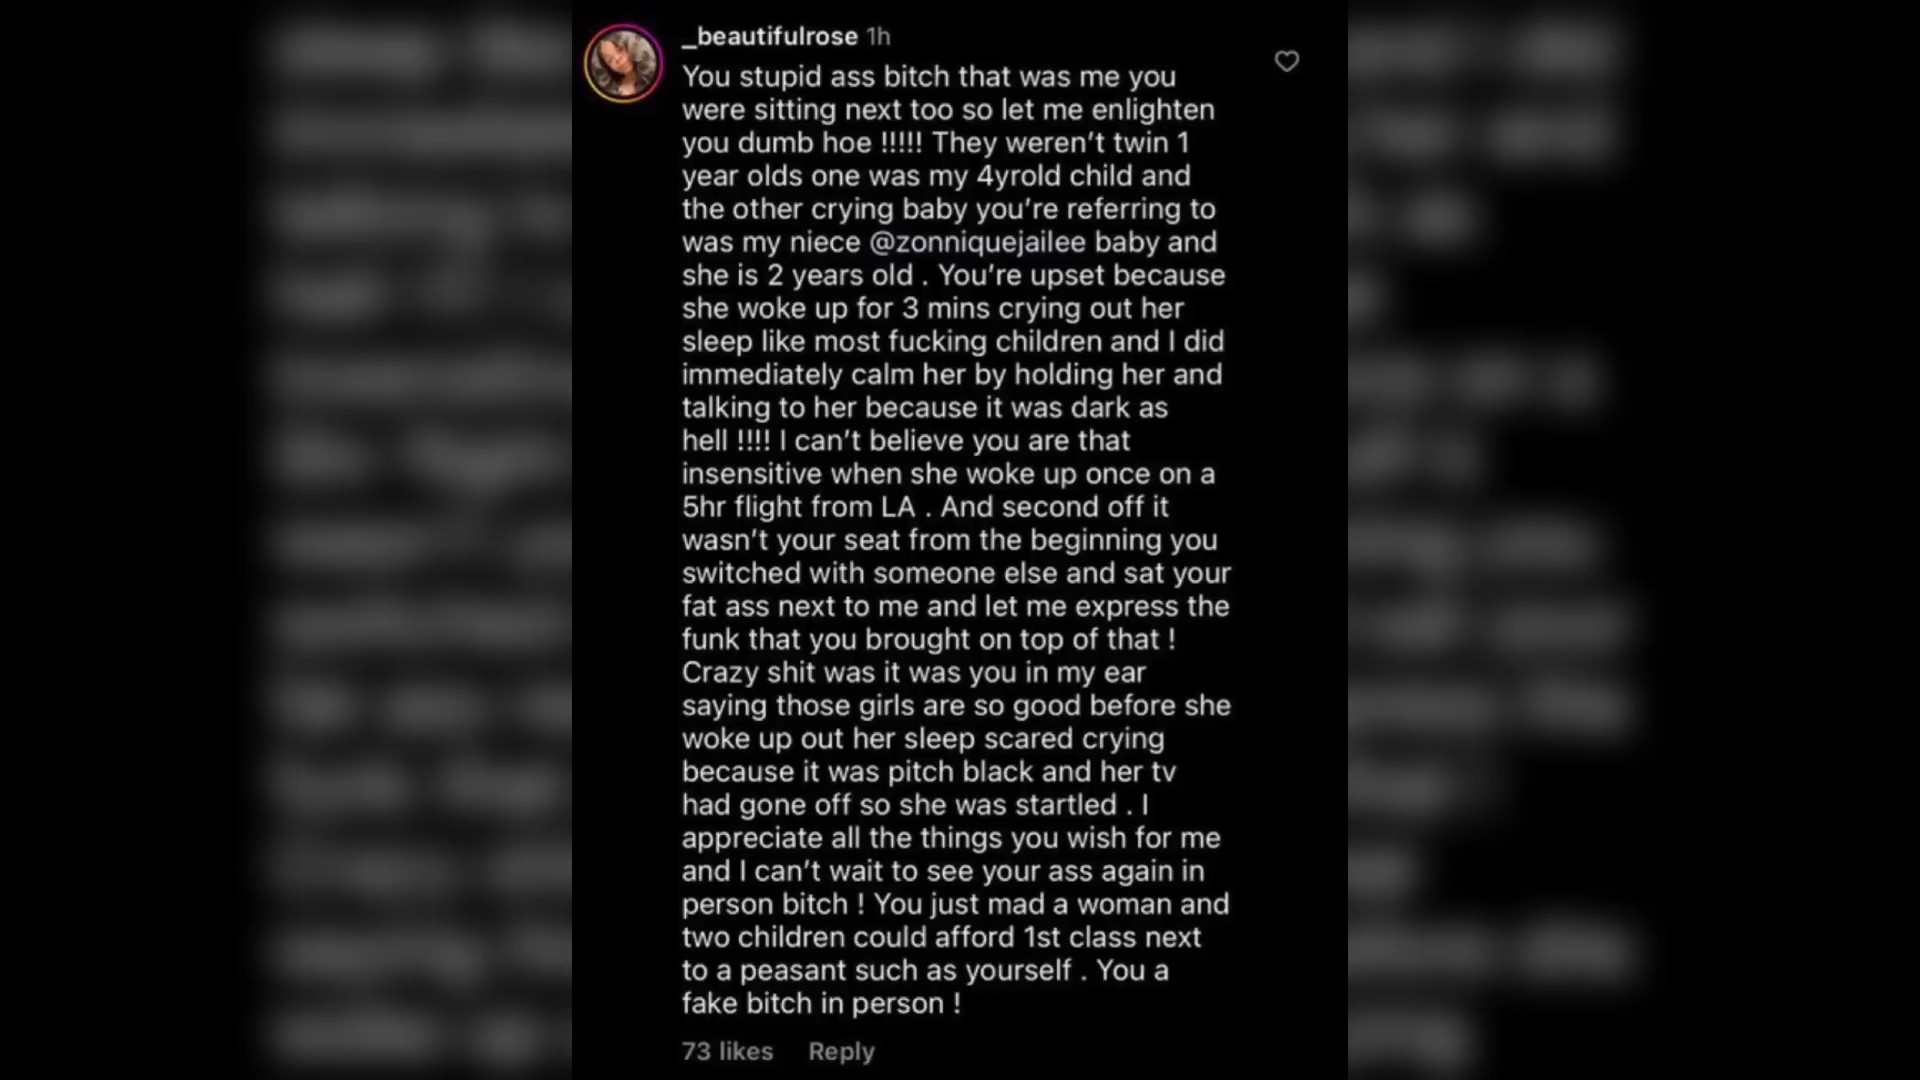 _beautifulrose 1h
You stupid ass bitch that was me you
were sitting next too so let me enlighten
you dumb hoe !!!!! They weren’t twin 1
year olds one was my 4yrold child and
the other crying baby you’re referring to
was my niece @zonniquejailee baby and
she is 2 years old . You’re upset because
she woke up for 3 mins crying out her
sleep like most fucking children and I did
immediately calm her by holding her and
talking to her because it was dark as
hell !!!! I can’t believe you are that
insensitive when she woke up once on a
5hr flight from LA . And second off it
wasn’t your seat from the beginning you
switched with someone else and sat your
fat ass next to me and let me express the
funk that you brought on top of that !
Crazy shit was it was you in my ear
saying those girls are so good before she
woke up out her sleep scared crying
because it was pitch black and her tv
had gone off so she was startled . I
appreciate all the things you wish for me
and I can’t wait to see your ass again in
person bitch ! You just mad a woman and
two children could afford 1st class next
to a peasant such as yourself . You a
fake bitch in person !
73 likes Reply